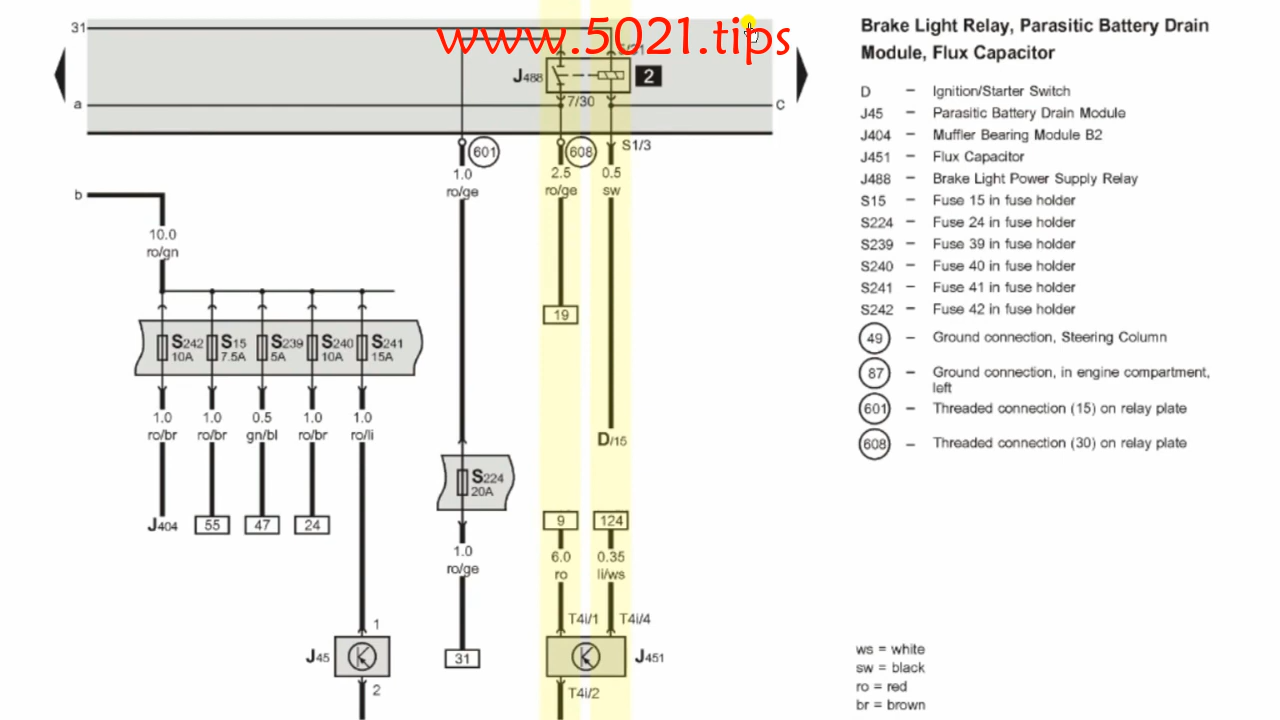 www.5021.tips
31
J488
2
7/30
a
C
601
608
S1/3
1.0
ro/ge
2.5
ro/ge
0.5
sw
b
10.0
ro/gn
S242
10A
S15
7.5A
S239
5A
S240
10A
S241
15A
1.0
ro/br
1.0
ro/br
0.5
gn/bl
1.0
ro/br
1.0
ro/li
19
D/15
S224
20A
J404
55
47
24
9
124
1.0
ro/ge
6.0
ro
0.35
li/ws
T4i/1
T4i/4
1
J45
31
J451
2
T4i/2
Brake Light Relay, Parasitic Battery Drain
Module, Flux Capacitor
D – Ignition/Starter Switch
J45 – Parasitic Battery Drain Module
J404 – Muffler Bearing Module B2
J451 – Flux Capacitor
J488 – Brake Light Power Supply Relay
S15 – Fuse 15 in fuse holder
S224 – Fuse 24 in fuse holder
S239 – Fuse 39 in fuse holder
S240 – Fuse 40 in fuse holder
S241 – Fuse 41 in fuse holder
S242 – Fuse 42 in fuse holder
49 – Ground connection, Steering Column
87 – Ground connection, in engine compartment,
left
601 – Threaded connection (15) on relay plate
608 – Threaded connection (30) on relay plate
ws = white
sw = black
ro = red
br = brown